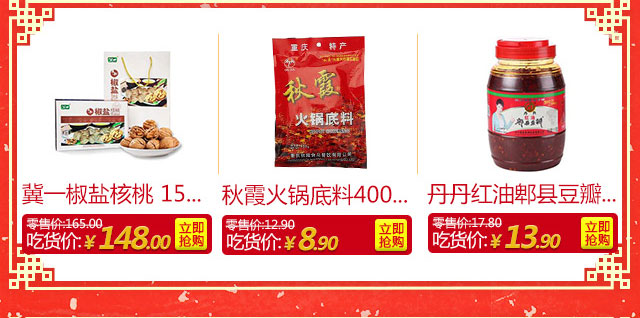 椒盐
椒盐
重庆 特产
秋霞
火锅底料
冀一椒盐核桃 15...
零售价:165.00
吃货价:¥148.00
立即
抢购
秋霞火锅底料400...
零售价:12.90
吃货价:¥8.90
立即
抢购
丹丹红油郫县豆瓣...
零售价:17.80
吃货价:¥13.90
立即
抢购